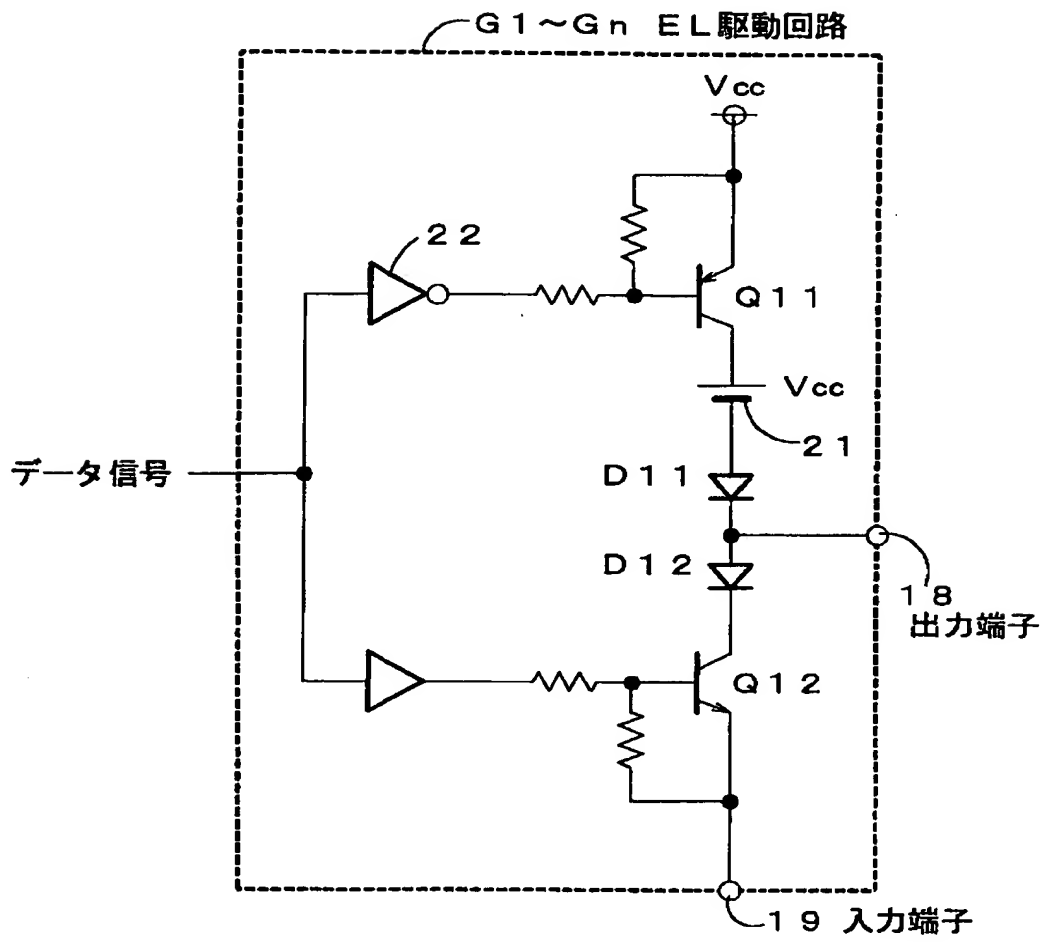 G1〜Gn EL駆動回路
Vcc
22
Q11
Vcc
21
データ信号
D11
D12
18
出力端子
Q12
19 入力端子